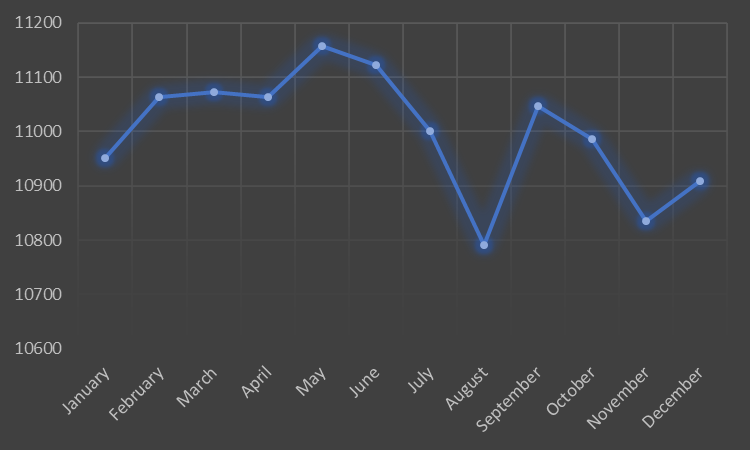 11200
11100
11000
10900
10800
10700
10600
January
February
March
April
May
June
July
August
September
October
November
December